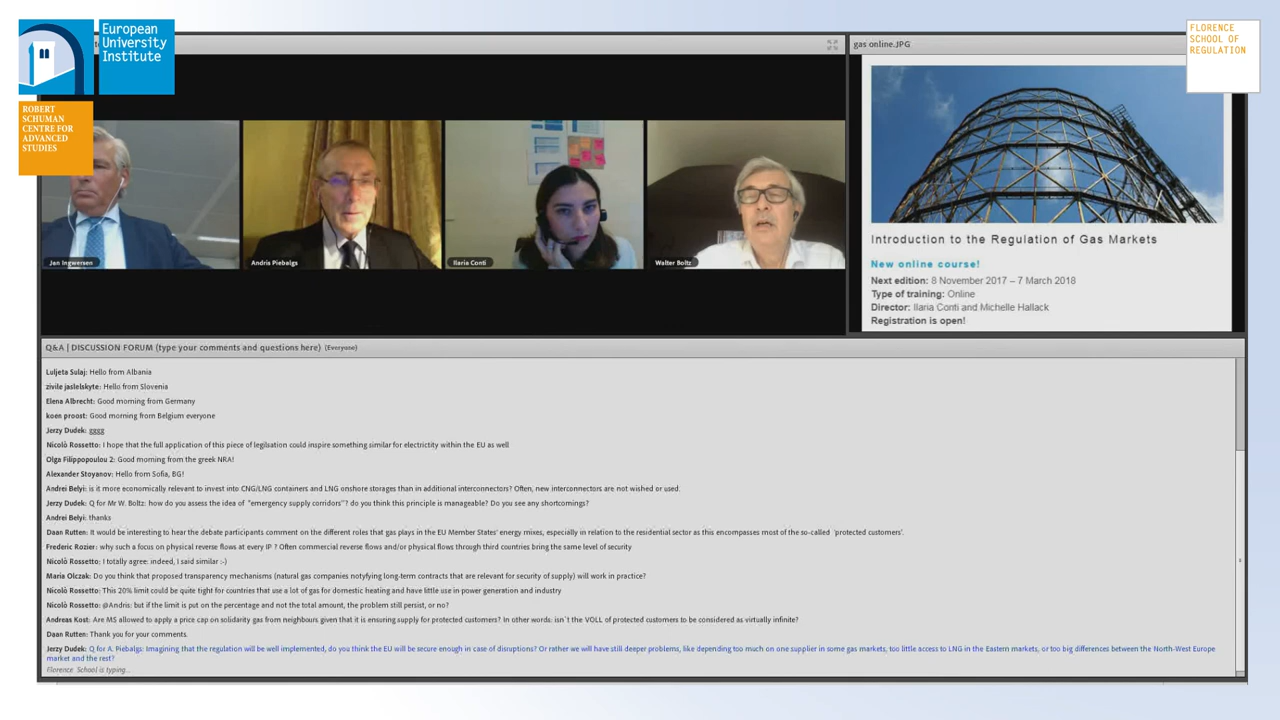 European
University
Institute
ROBERT
SCHUMAN
CENTRE FOR
ADVANCED
STUDIES
FLORENCE
SCHOOL OF
REGULATION
gas online.JPG
Jan Ingwersen
Andris Piebalgs
Ilaria Conti
Walter Boltz
Introduction to the Regulation of Gas Markets
New online course!
Next edition: 8 November 2017 – 7 March 2018
Type of training: Online
Director: Ilaria Conti and Michelle Hallack
Registration is open!
Q&A | DISCUSSION FORUM (type your comments and questions here) (Everyone)
Luljeta Sulaj: Hello from Albania
zivile jaslelskyte: Hello from Slovenia
Elena Albrecht: Good morning from Germany
koen proost: Good morning from Belgium everyone
Jerzy Dudek: gggg
Nicolò Rossetto: I hope that the full application of this piece of legilsation could inspire something similar for electrictity within the EU as well
Olga Filippopoulou 2: Good morning from the greek NRA!
Alexander Stoyanov: Hello from Sofia, BG!
Andrei Belyi: is it more economically relevant to invest into CNG/LNG containers and LNG onshore storages than in additional interconnectors? Often, new interconnectors are not wished or used.
Jerzy Dudek: Q for Mr W. Boltz: how do you assess the idea of "emergency supply corridors"? do you think this principle is manageable? Do you see any shortcomings?
Andrei Belyi: thanks
Daan Rutten: It would be interesting to hear the debate participants comment on the different roles that gas plays in the EU Member States' energy mixes, especially in relation to the residential sector as this encompasses most of the so-called 'protected customers'.
Frederic Rozier: why such a focus on physical reverse flows at every IP ? Often commercial reverse flows and/or physical flows through third countries bring the same level of security
Nicolò Rossetto: I totally agree: indeed, I said similar :-)
Maria Olczak: Do you think that proposed transparency mechanisms (natural gas companies notyfying long-term contracts that are relevant for security of supply) will work in practice?
Nicolò Rossetto: This 20% limit could be quite tight for countries that use a lot of gas for domestic heating and have little use in power generation and industry
Nicolò Rossetto: @Andris: but if the limit is put on the percentage and not the total amount, the problem still persist, or no?
Andreas Kost: Are MS allowed to apply a price cap on solidarity gas from neighbours given that it is ensuring supply for protected customers? In other words: isn´t the VOLL of protected customers to be considered as virtually infinite?
Daan Rutten: Thank you for your comments.
Jerzy Dudek: Q for A. Piebalgs: Imagining that the regulation will be well implemented, do you think the EU will be secure enough in case of disruptions? Or rather we will have still deeper problems, like depending too much on one supplier in some gas markets, too little access to LNG in the Eastern markets, or too big differences between the North-West Europe
market and the rest?
Florence School is typing...